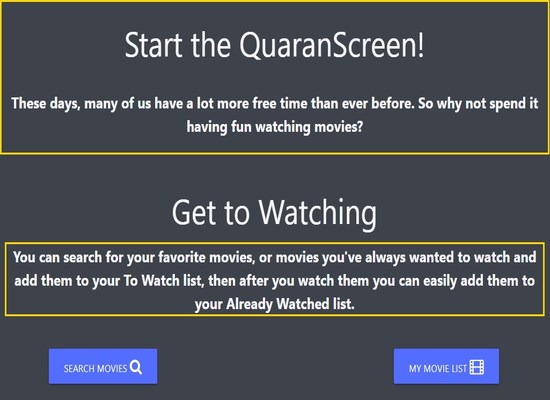 Start the QuaranScreen!
These days, many of us have a lot more free time than ever before. So why not spend it
having fun watching movies?
Get to Watching
You can search for your favorite movies, or movies you've always wanted to watch and
add them to your To Watch list, then after you watch them you can easily add them to
your Already Watched list.
SEARCH MOVIES
MY MOVIE LIST